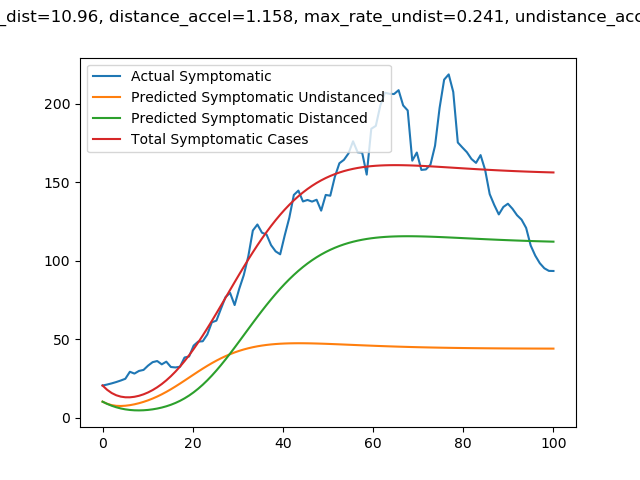 _dist=10.96, distance_accel=1.158, max_rate_undist=0.241, undistance_acc
Actual Symptomatic
Predicted Symptomatic Undistanced
Predicted Symptomatic Distanced
Total Symptomatic Cases
200
150
100
50
0
0 20 40 60 80 100